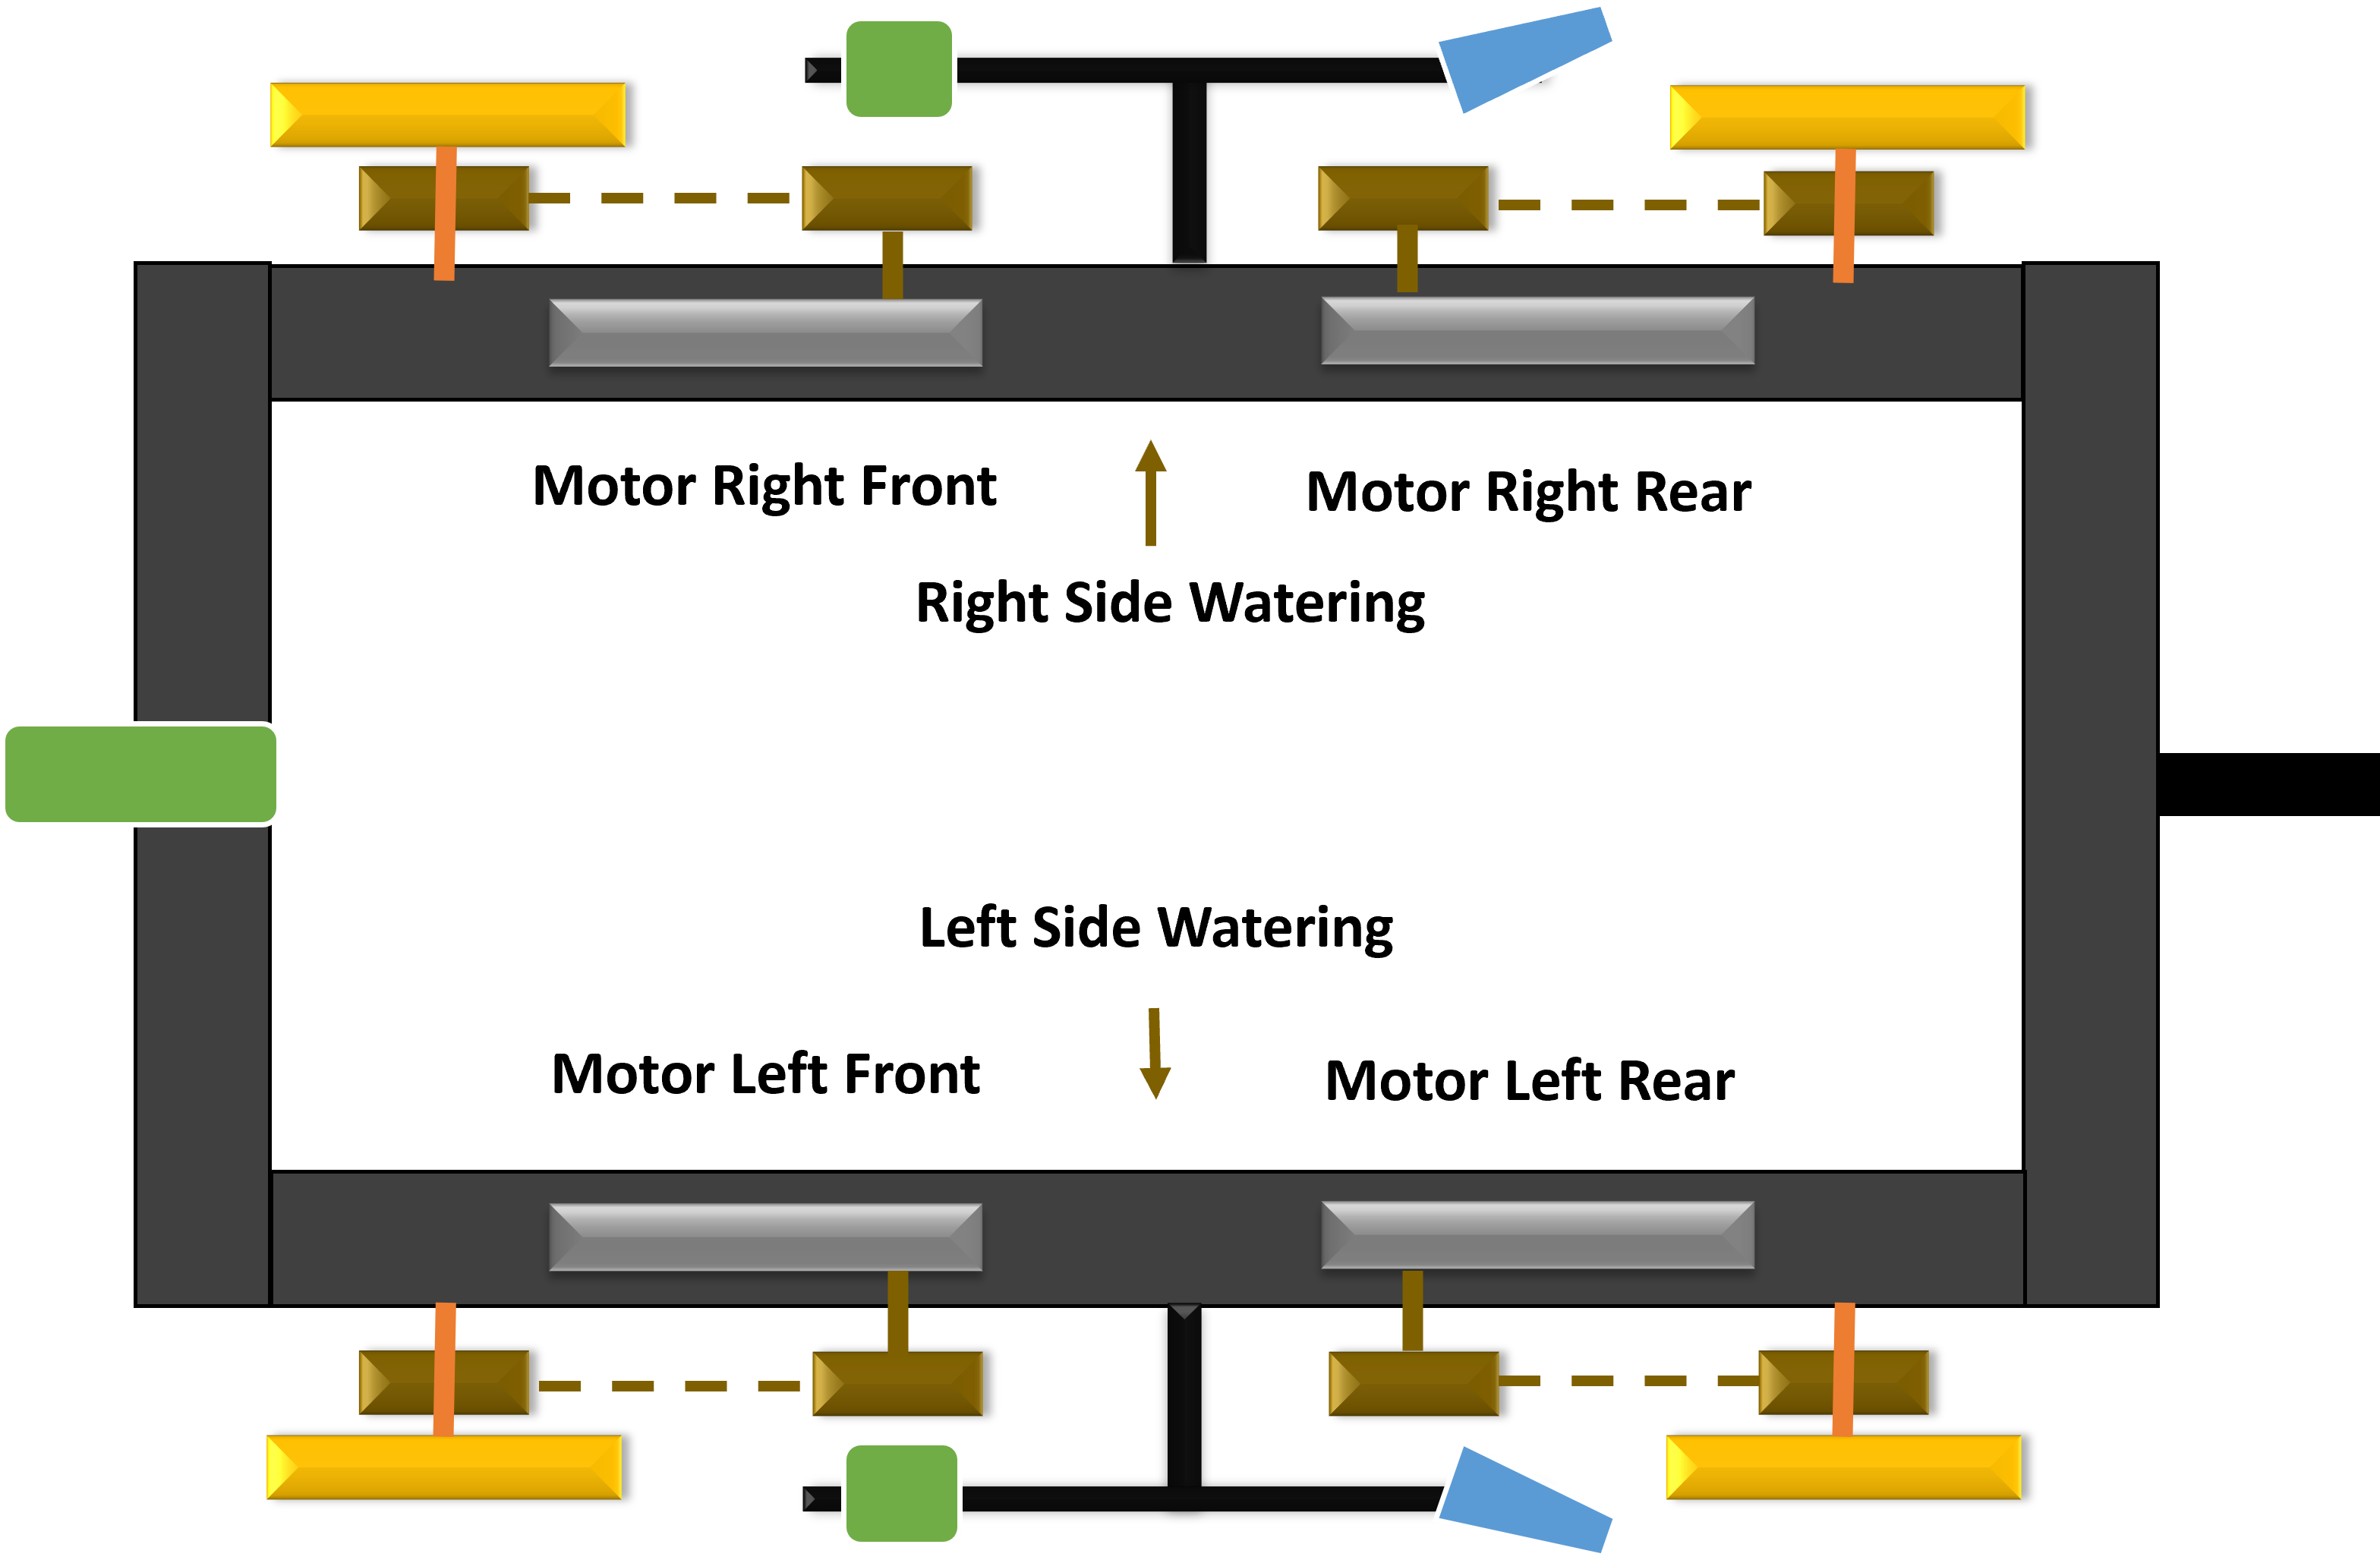 Motor Right Front
Motor Right Rear
Right Side Watering
Left Side Watering
Motor Left Front
Motor Left Rear